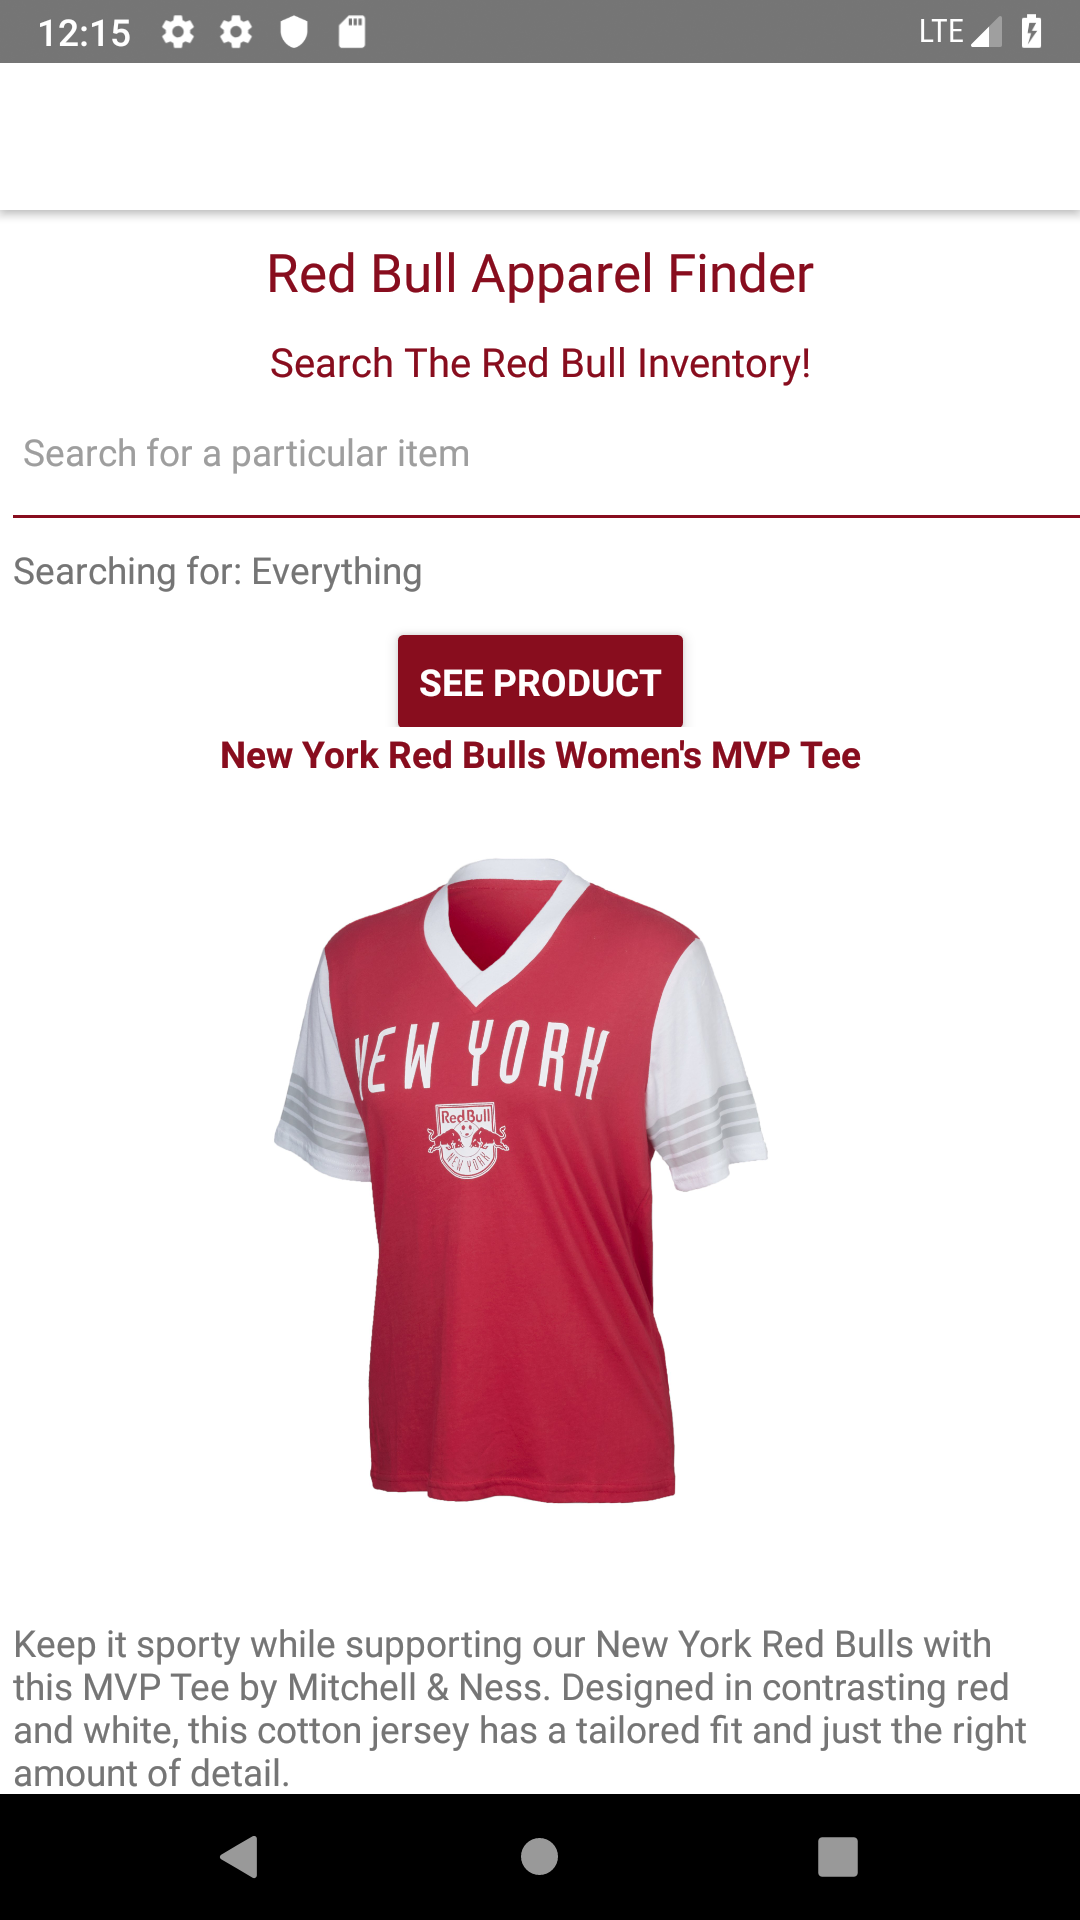 12:15
LTE
Red Bull Apparel Finder
Search The Red Bull Inventory!
Search for a particular item
Searching for: Everything
SEE PRODUCT
New York Red Bulls Women's MVP Tee
NEW YORK
Red Bull
NEW YORK
Keep it sporty while supporting our New York Red Bulls with
this MVP Tee by Mitchell & Ness. Designed in contrasting red
and white, this cotton jersey has a tailored fit and just the right
amount of detail.